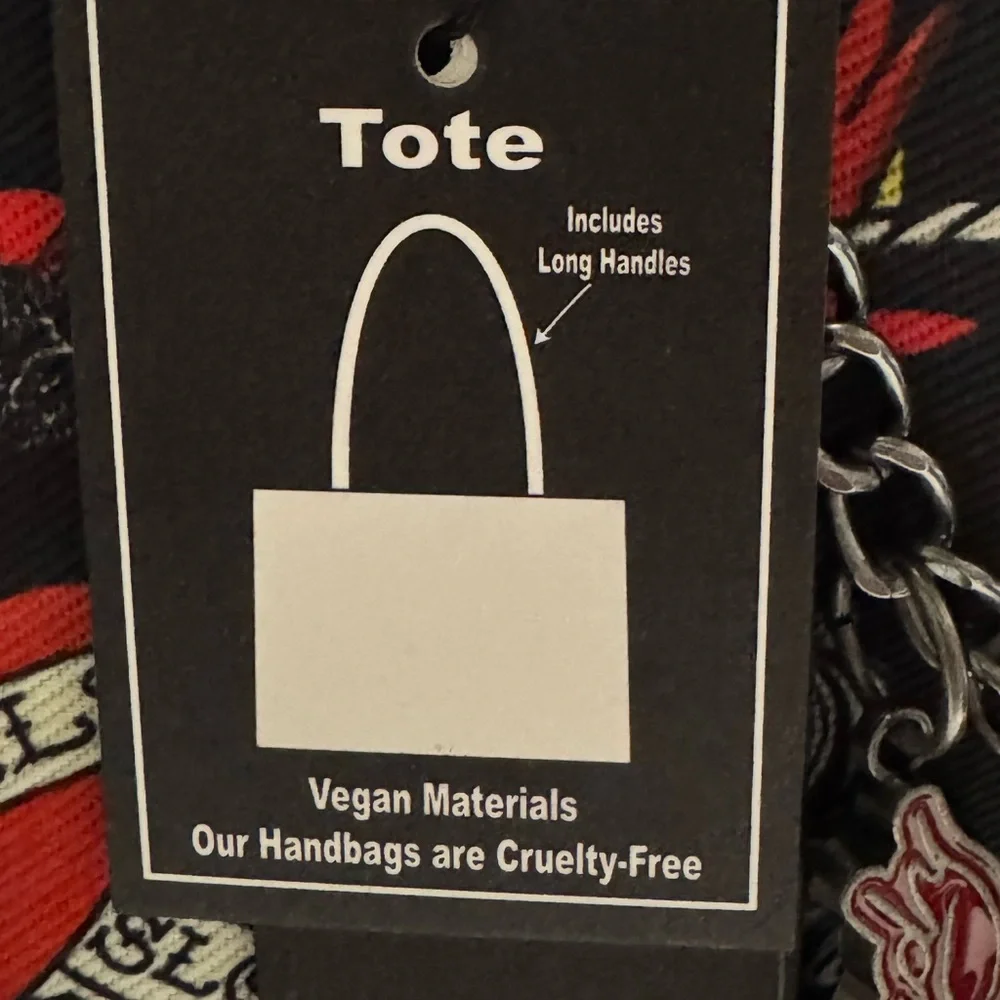 Tote
Includes
Long Handles
Vegan Materials
Our Handbags are Cruelty-Free